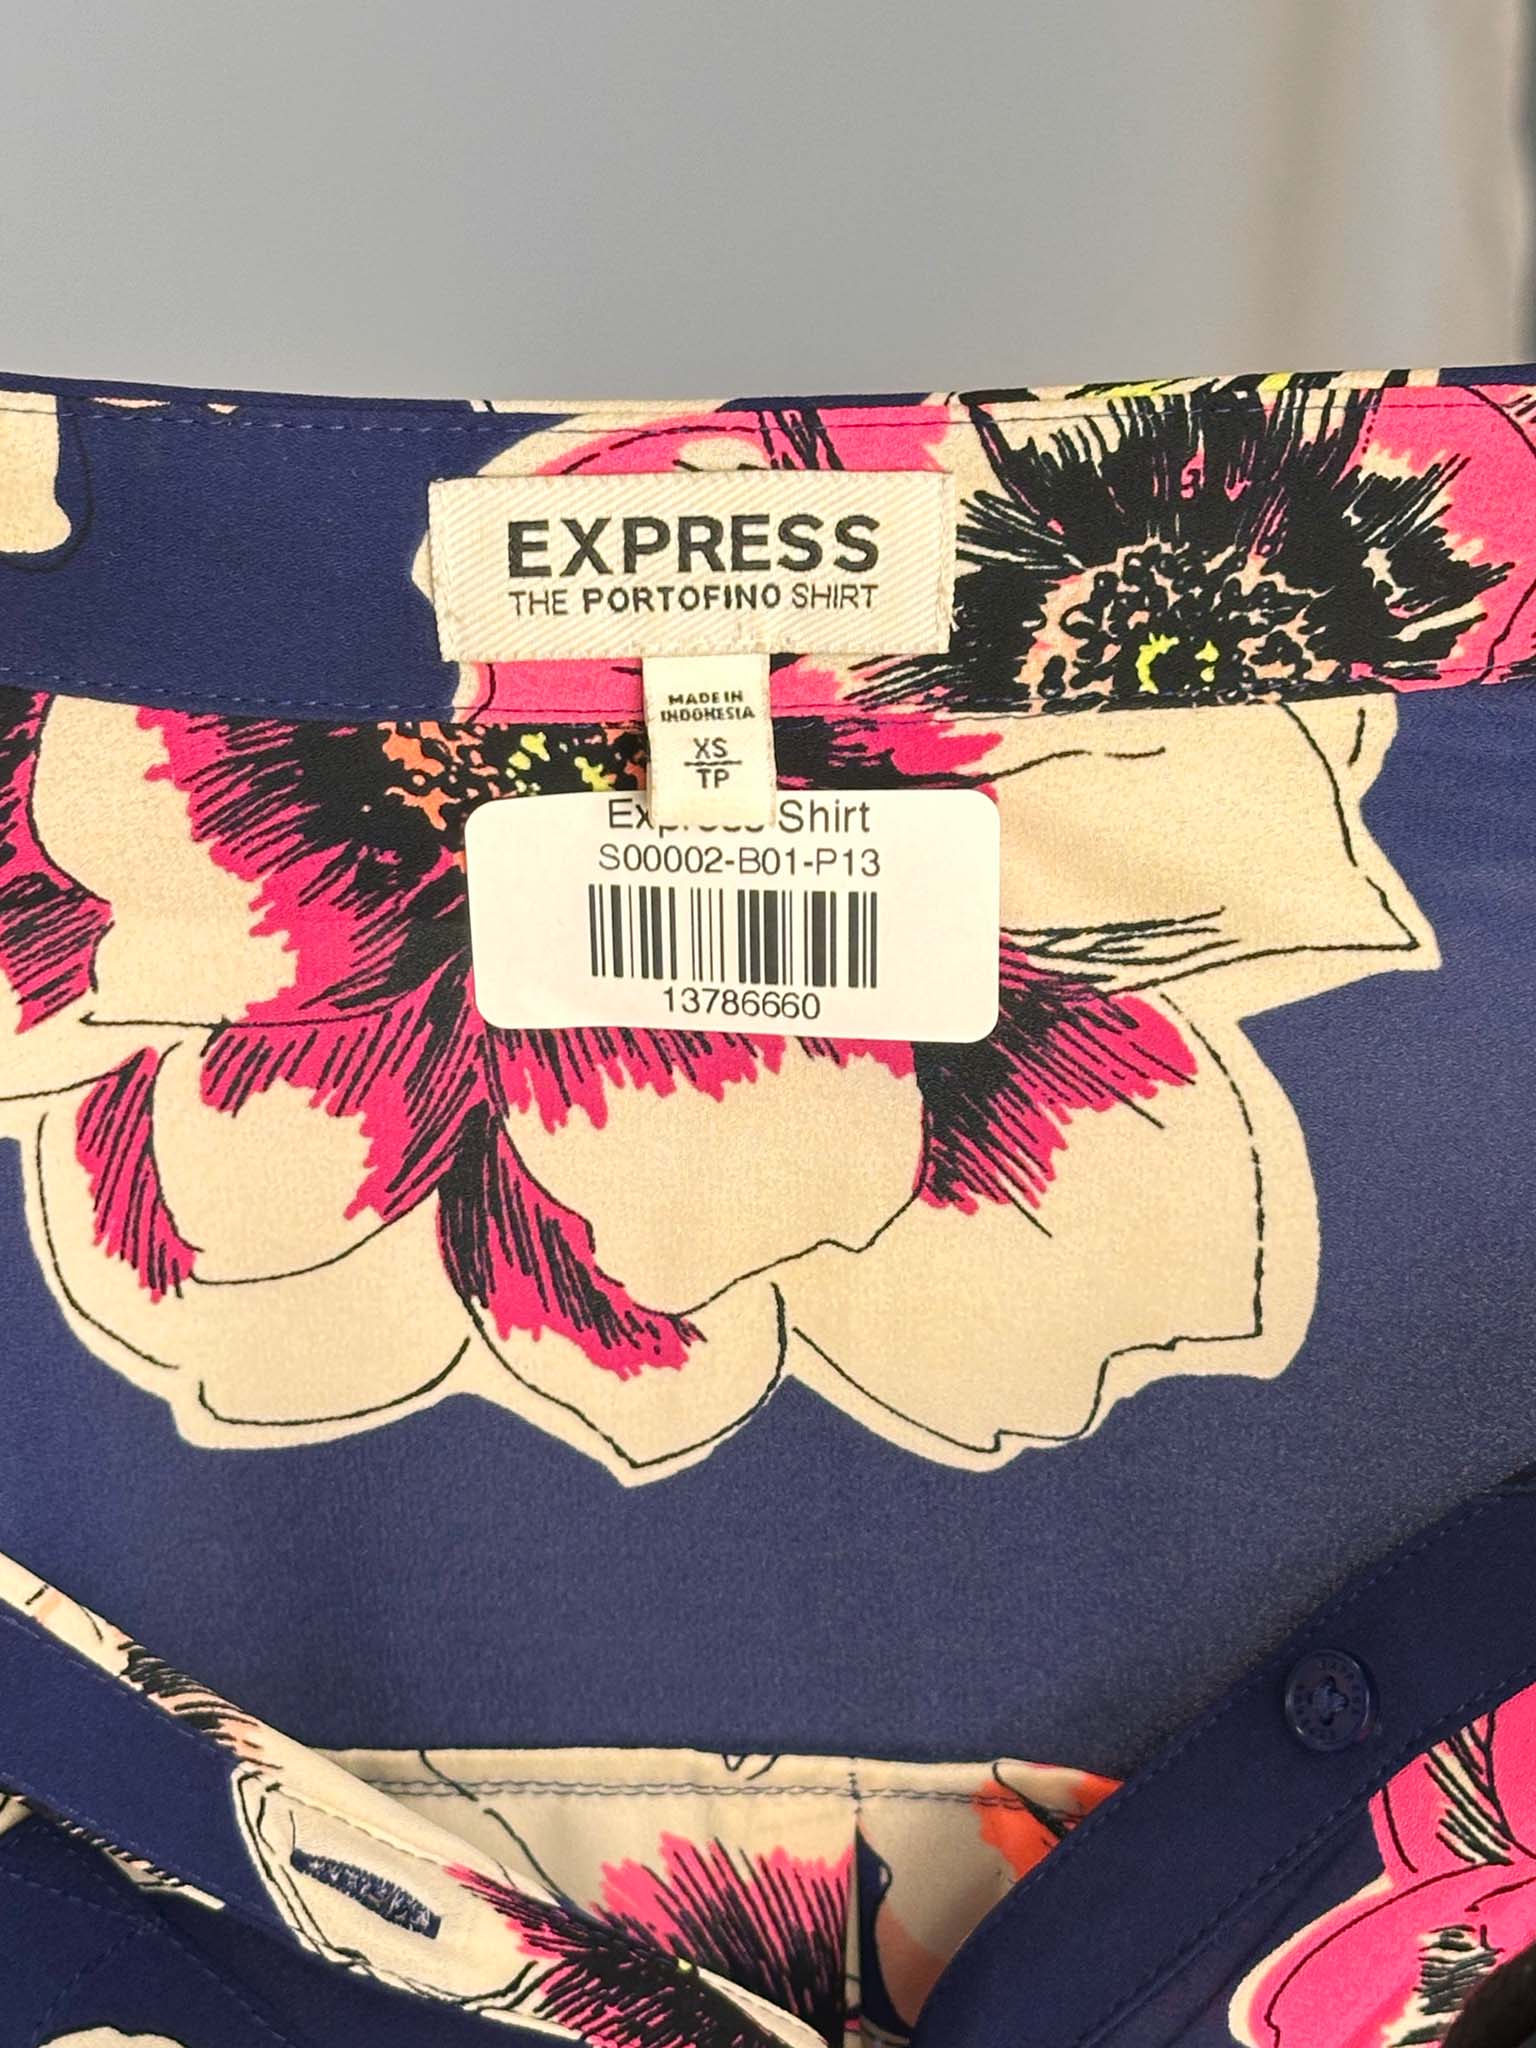 EXPRESS
THE PORTOFINO SHIRT
MADE IN
INDONESIA
XS
TP
Express Shirt
S00002-B01-P13
13786660